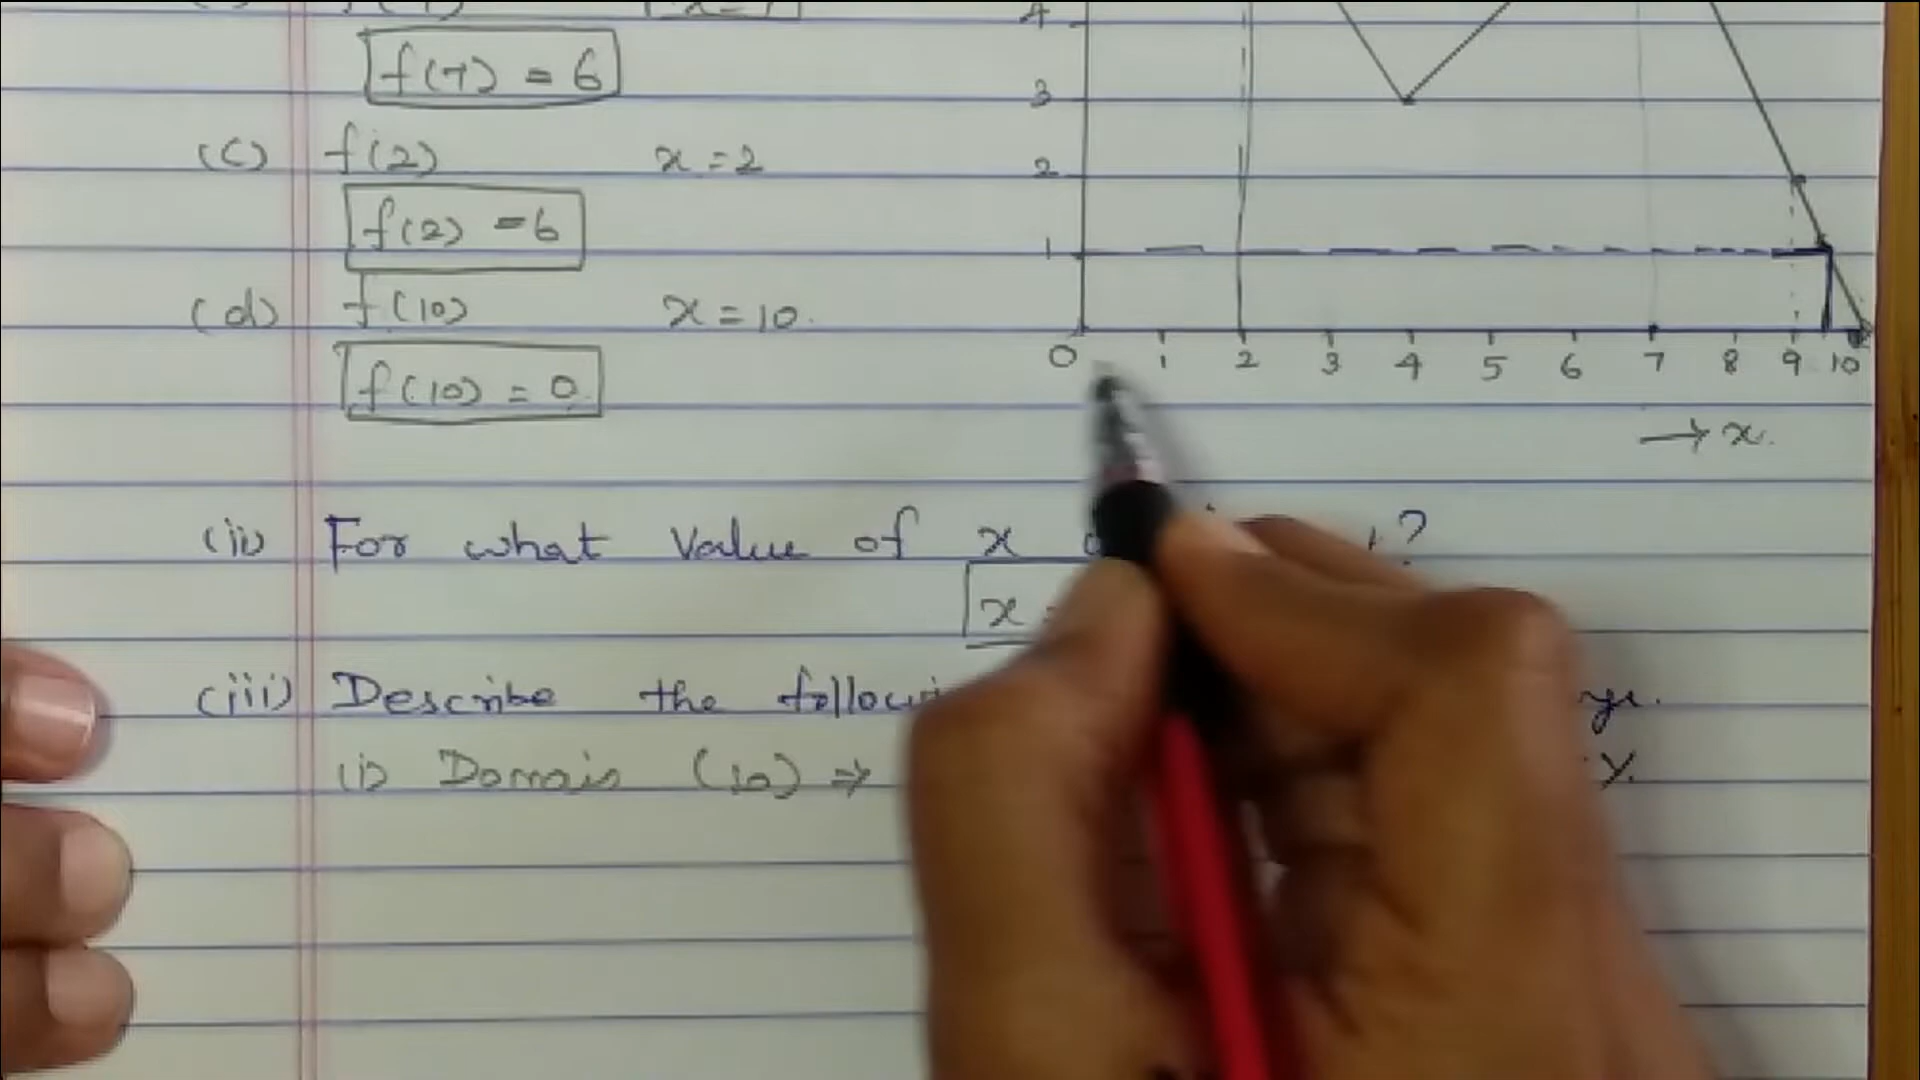 f(7) = 6
(c) f(2) x=2
f(2) = 6
(d) f(10) x=10.
f(10) = 0
4
3
2
1
0 1 2 3 4 5 6 7 8 9 10
→ x.
(ii) For what value of x ?
x
(iii) Describe the
(i) Domain (10) ⇒